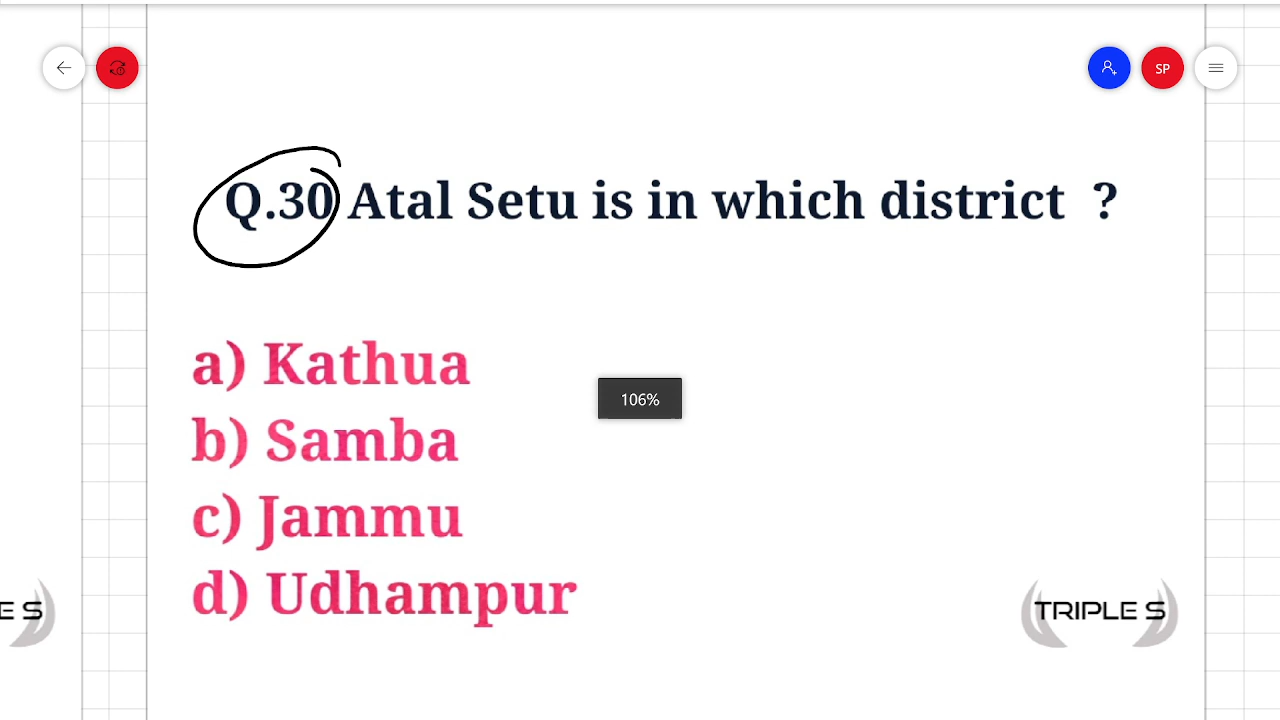 SP
Q.30 Atal Setu is in which district ?
a) Kathua
106%
b) Samba
c) Jammu
d) Udhampur
E S
TRIPLE S